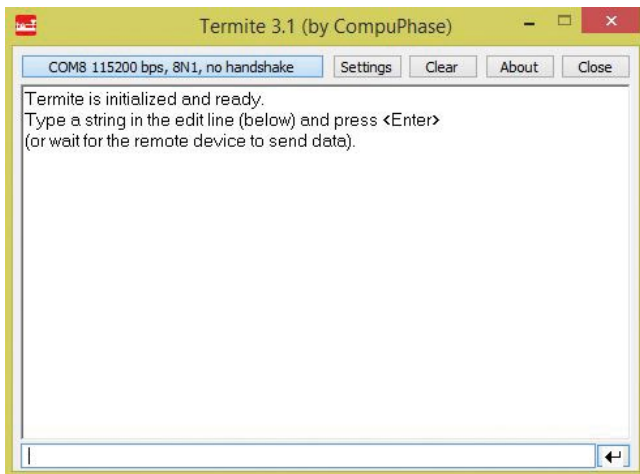 Termite 3.1 (by CompuPhase)
COM8 115200 bps, 8N1, no handshake Settings Clear About Close
Termite is initialized and ready.
Type a string in the edit line (below) and press <Enter>
(or wait for the remote device to send data).